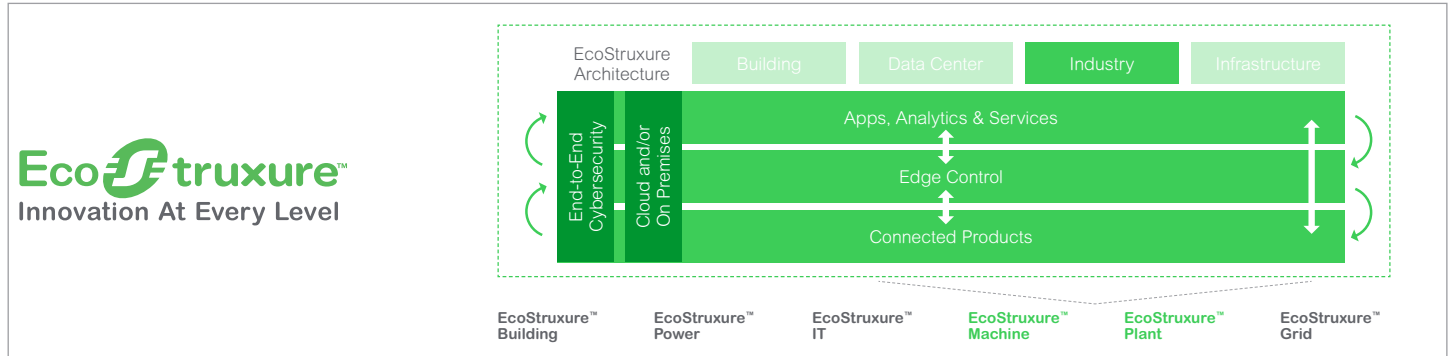 EcoStruxure™
Innovation At Every Level
EcoStruxure
Architecture
Building
Data Center
Industry
Infrastructure
End-to-End
Cybersecurity
Cloud and/or
On Premises
Apps, Analytics & Services
Edge Control
Connected Products
EcoStruxure™
Building
EcoStruxure™
Power
EcoStruxure™
IT
EcoStruxure™
Machine
EcoStruxure™
Plant
EcoStruxure™
Grid